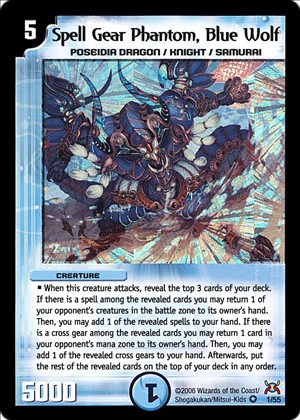 5 Spell Gear Phantom, Blue Wolf
POSEIDIA DRAGON / KNIGHT / SAMURAI
CREATURE
▪ When this creature attacks, reveal the top 3 cards of your deck.
If there is a spell among the revealed cards you may return 1 of
your opponent's creatures in the battle zone to its owner's hand.
Then, you may add 1 of the revealed spells to your hand. If there
is a cross gear among the revealed cards you may return 1 card in
your opponent's mana zone to its owner's hand. Then, you may
add 1 of the revealed cross gears to your hand. Afterwards, put
the rest of the revealed cards on the top of your deck in any order.
5000
1
©2006 Wizards of the Coast/
Shogakukan/Mitsui-Kids 1/55